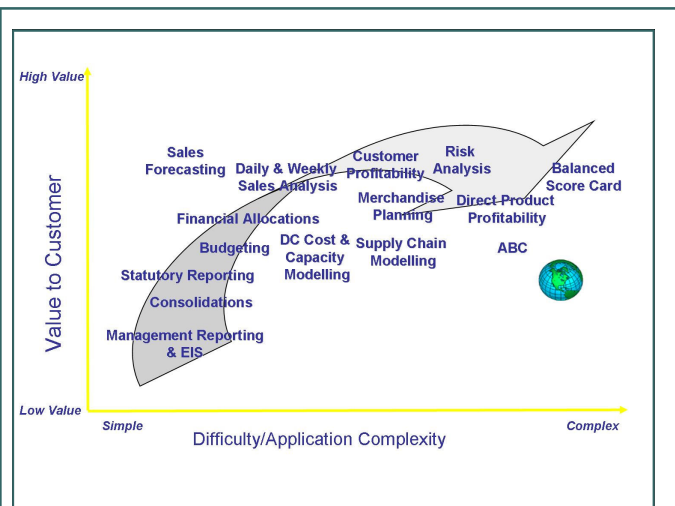 High Value
Sales
Forecasting
Daily & Weekly
Sales Analysis
Customer
Profitability
Risk
Analysis
Balanced
Score Card
Merchandise
Planning
Direct Product
Profitability
Financial Allocations
Budgeting
DC Cost &
Capacity
Modelling
Supply Chain
Modelling
ABC
Statutory Reporting
Consolidations
Management Reporting
& EIS
Value to Customer
Low Value
Simple
Complex
Difficulty/Application Complexity